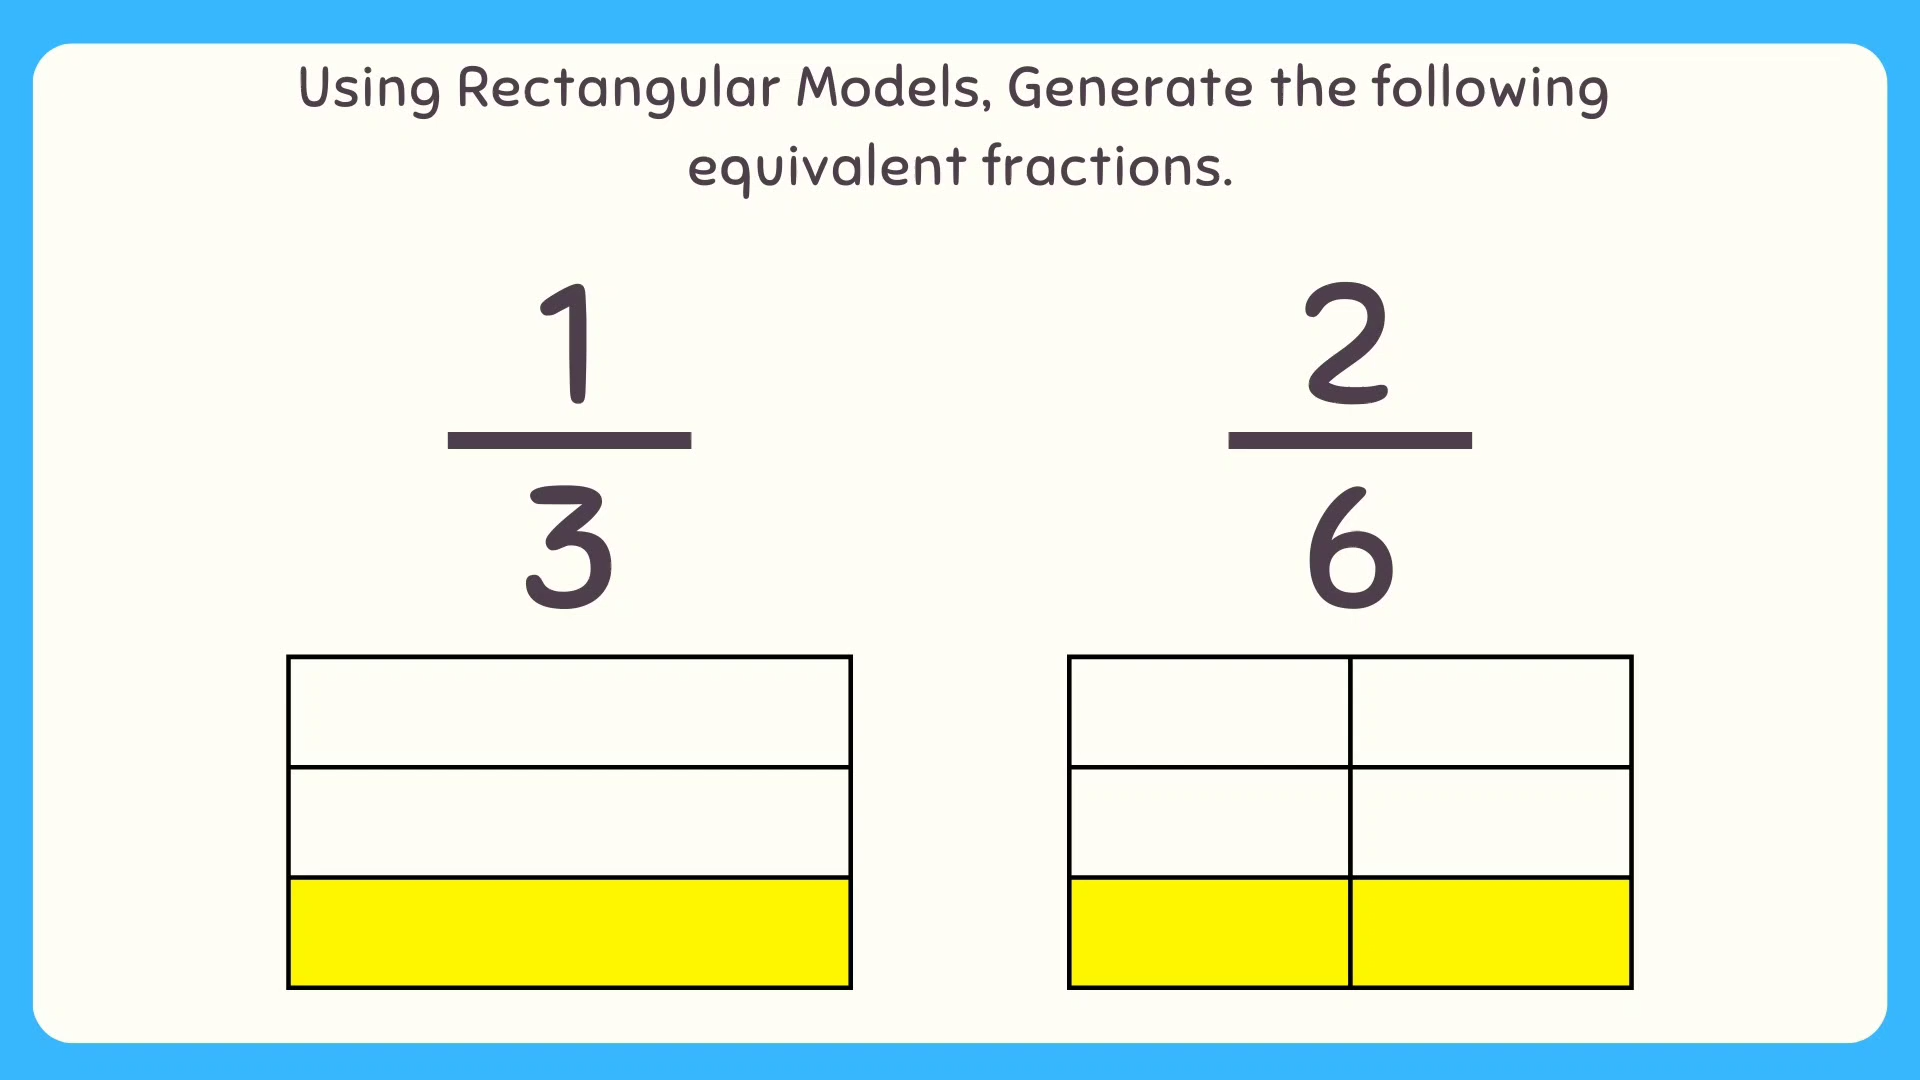 Using Rectangular Models, Generate the following
equivalent fractions.
1 2
3 6